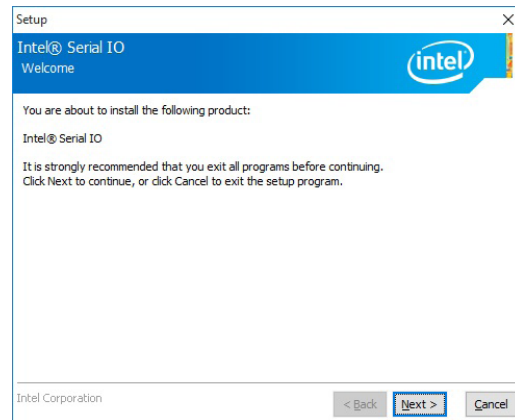 Setup
Intel® Serial IO
Welcome
intel
You are about to install the following product:
Intel® Serial IO
It is strongly recommended that you exit all programs before continuing.
Click Next to continue, or click Cancel to exit the setup program.
Intel Corporation
< Back
Next >
Cancel